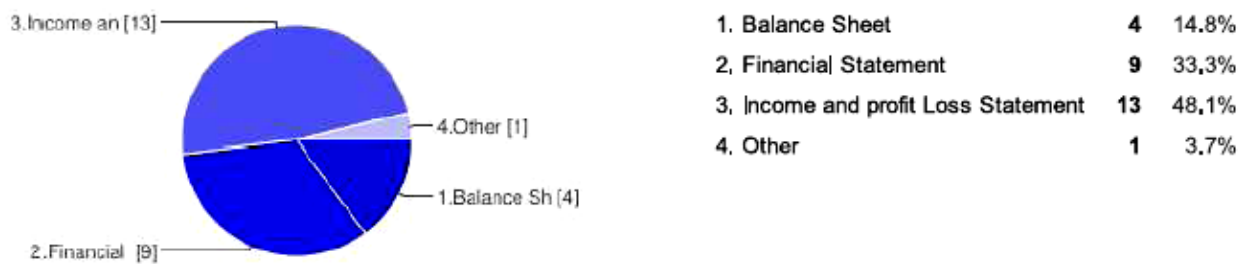 3.Income an [13]
4.Other [1]
1.Balance Sh [4]
2.Financial [9]
1. Balance Sheet 4 14.8%
2, Financial Statement 9 33,3%
3, Income and profit Loss Statement 13 48,1%
4. Other 1 3.7%